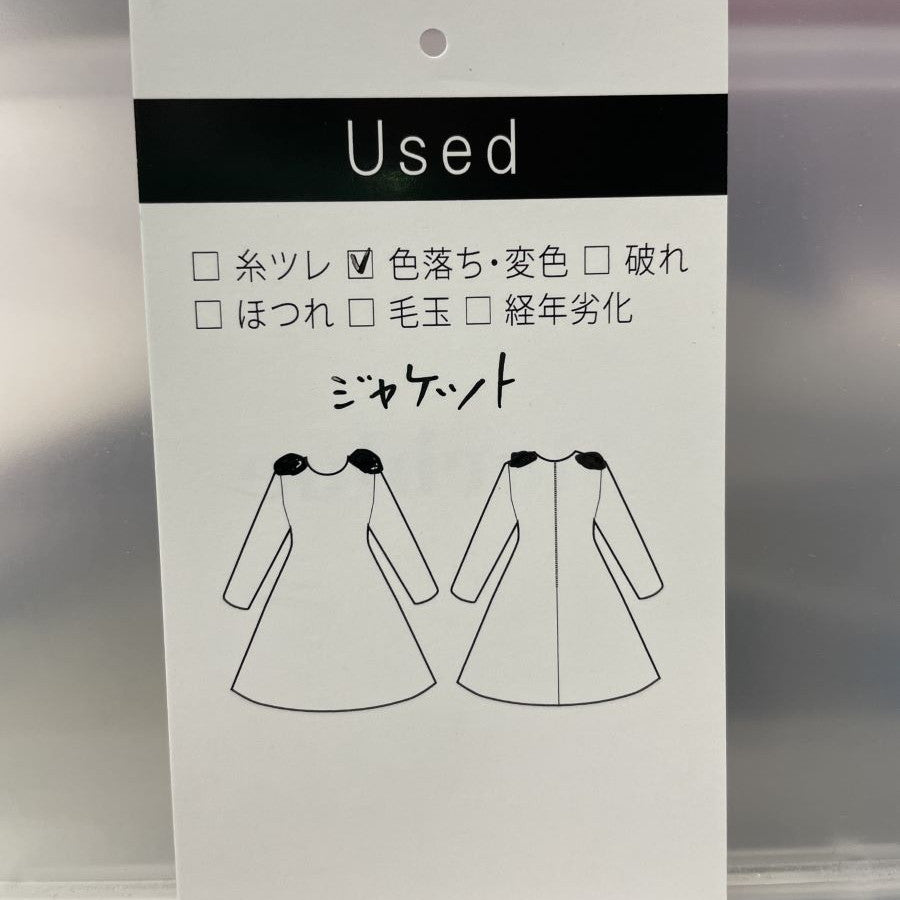 Used
□ 糸ツレ ☑ 色落ち・変色 □ 破れ
□ ほつれ □ 毛玉 □ 経年劣化
ジャケット